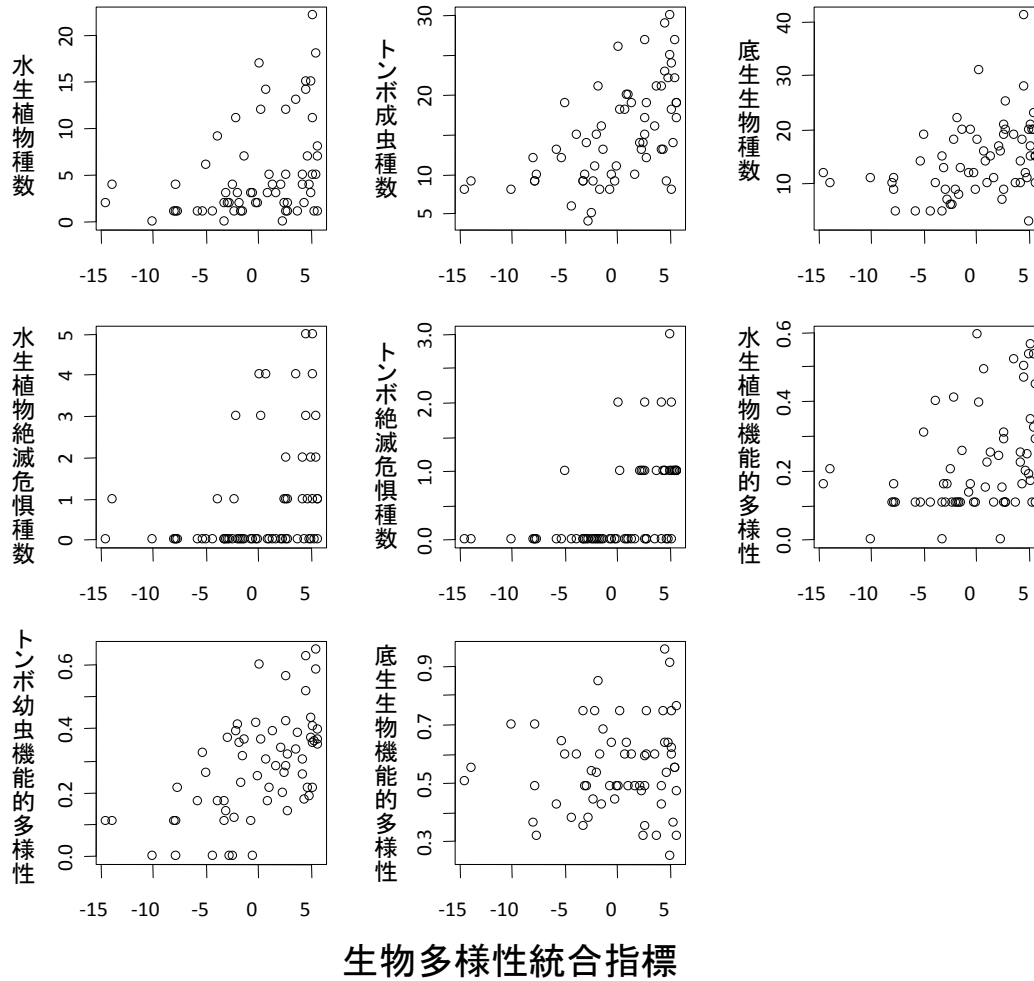 水生植物種数
20
15
10
5
0
-15 -10 -5 0 5
トンボ成虫種数
30
20
10
5
-15 -10 -5 0 5
底生生物種数
40
30
20
10
-15 -10 -5 0 5
水生植物絶滅危惧種数
5
4
3
2
1
0
-15 -10 -5 0 5
トンボ絶滅危惧種数
3.0
2.0
1.0
0.0
-15 -10 -5 0 5
水生植物機能的多様性
0.6
0.4
0.2
0.0
-15 -10 -5 0 5
トンボ幼虫機能的多様性
0.6
0.4
0.2
0.0
-15 -10 -5 0 5
底生生物機能的多様性
0.9
0.7
0.5
0.3
-15 -10 -5 0 5
生物多様性統合指標